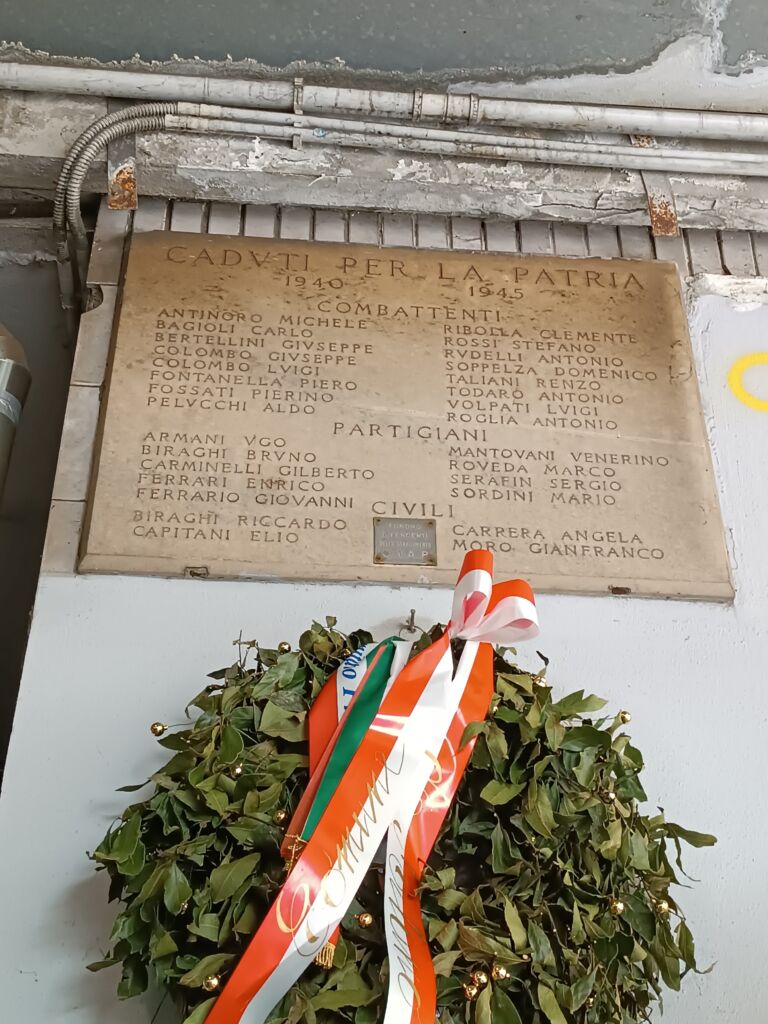 CADVTI PER LA PATRIA
1940 1945
COMBATTENTI
ANTINORO MICHELE
BAGIOLI CARLO
BERTELLINI GIVSEPPE
COLOMBO GIVSEPPE
COLOMBO LVIGI
FONTANELLA PIERO
FOSSATI PIERINO
PELVCCHI ALDO
RIBOLLA CLEMENTE
ROSSI STEFANO
RVDELLI ANTONIO
SOPPELZA DOMENICO
TALIANI RENZO
TODARO ANTONIO
VOLPATI LVIGI
ROGLIA ANTONIO
PARTIGIANI
ARMANI VGO
BIRAGHI BRVNO
CARMINELLI GILBERTO
FERRARI ENRICO
FERRARIO GIOVANNI
MANTOVANI VENERINO
ROVEDA MARCO
SERAFIN SERGIO
SORDINI MARIO
CIVILI
BIRAGHI RICCARDO
CAPITANI ELIO
CARRERA ANGELA
MORO GIANFRANCO
Comune